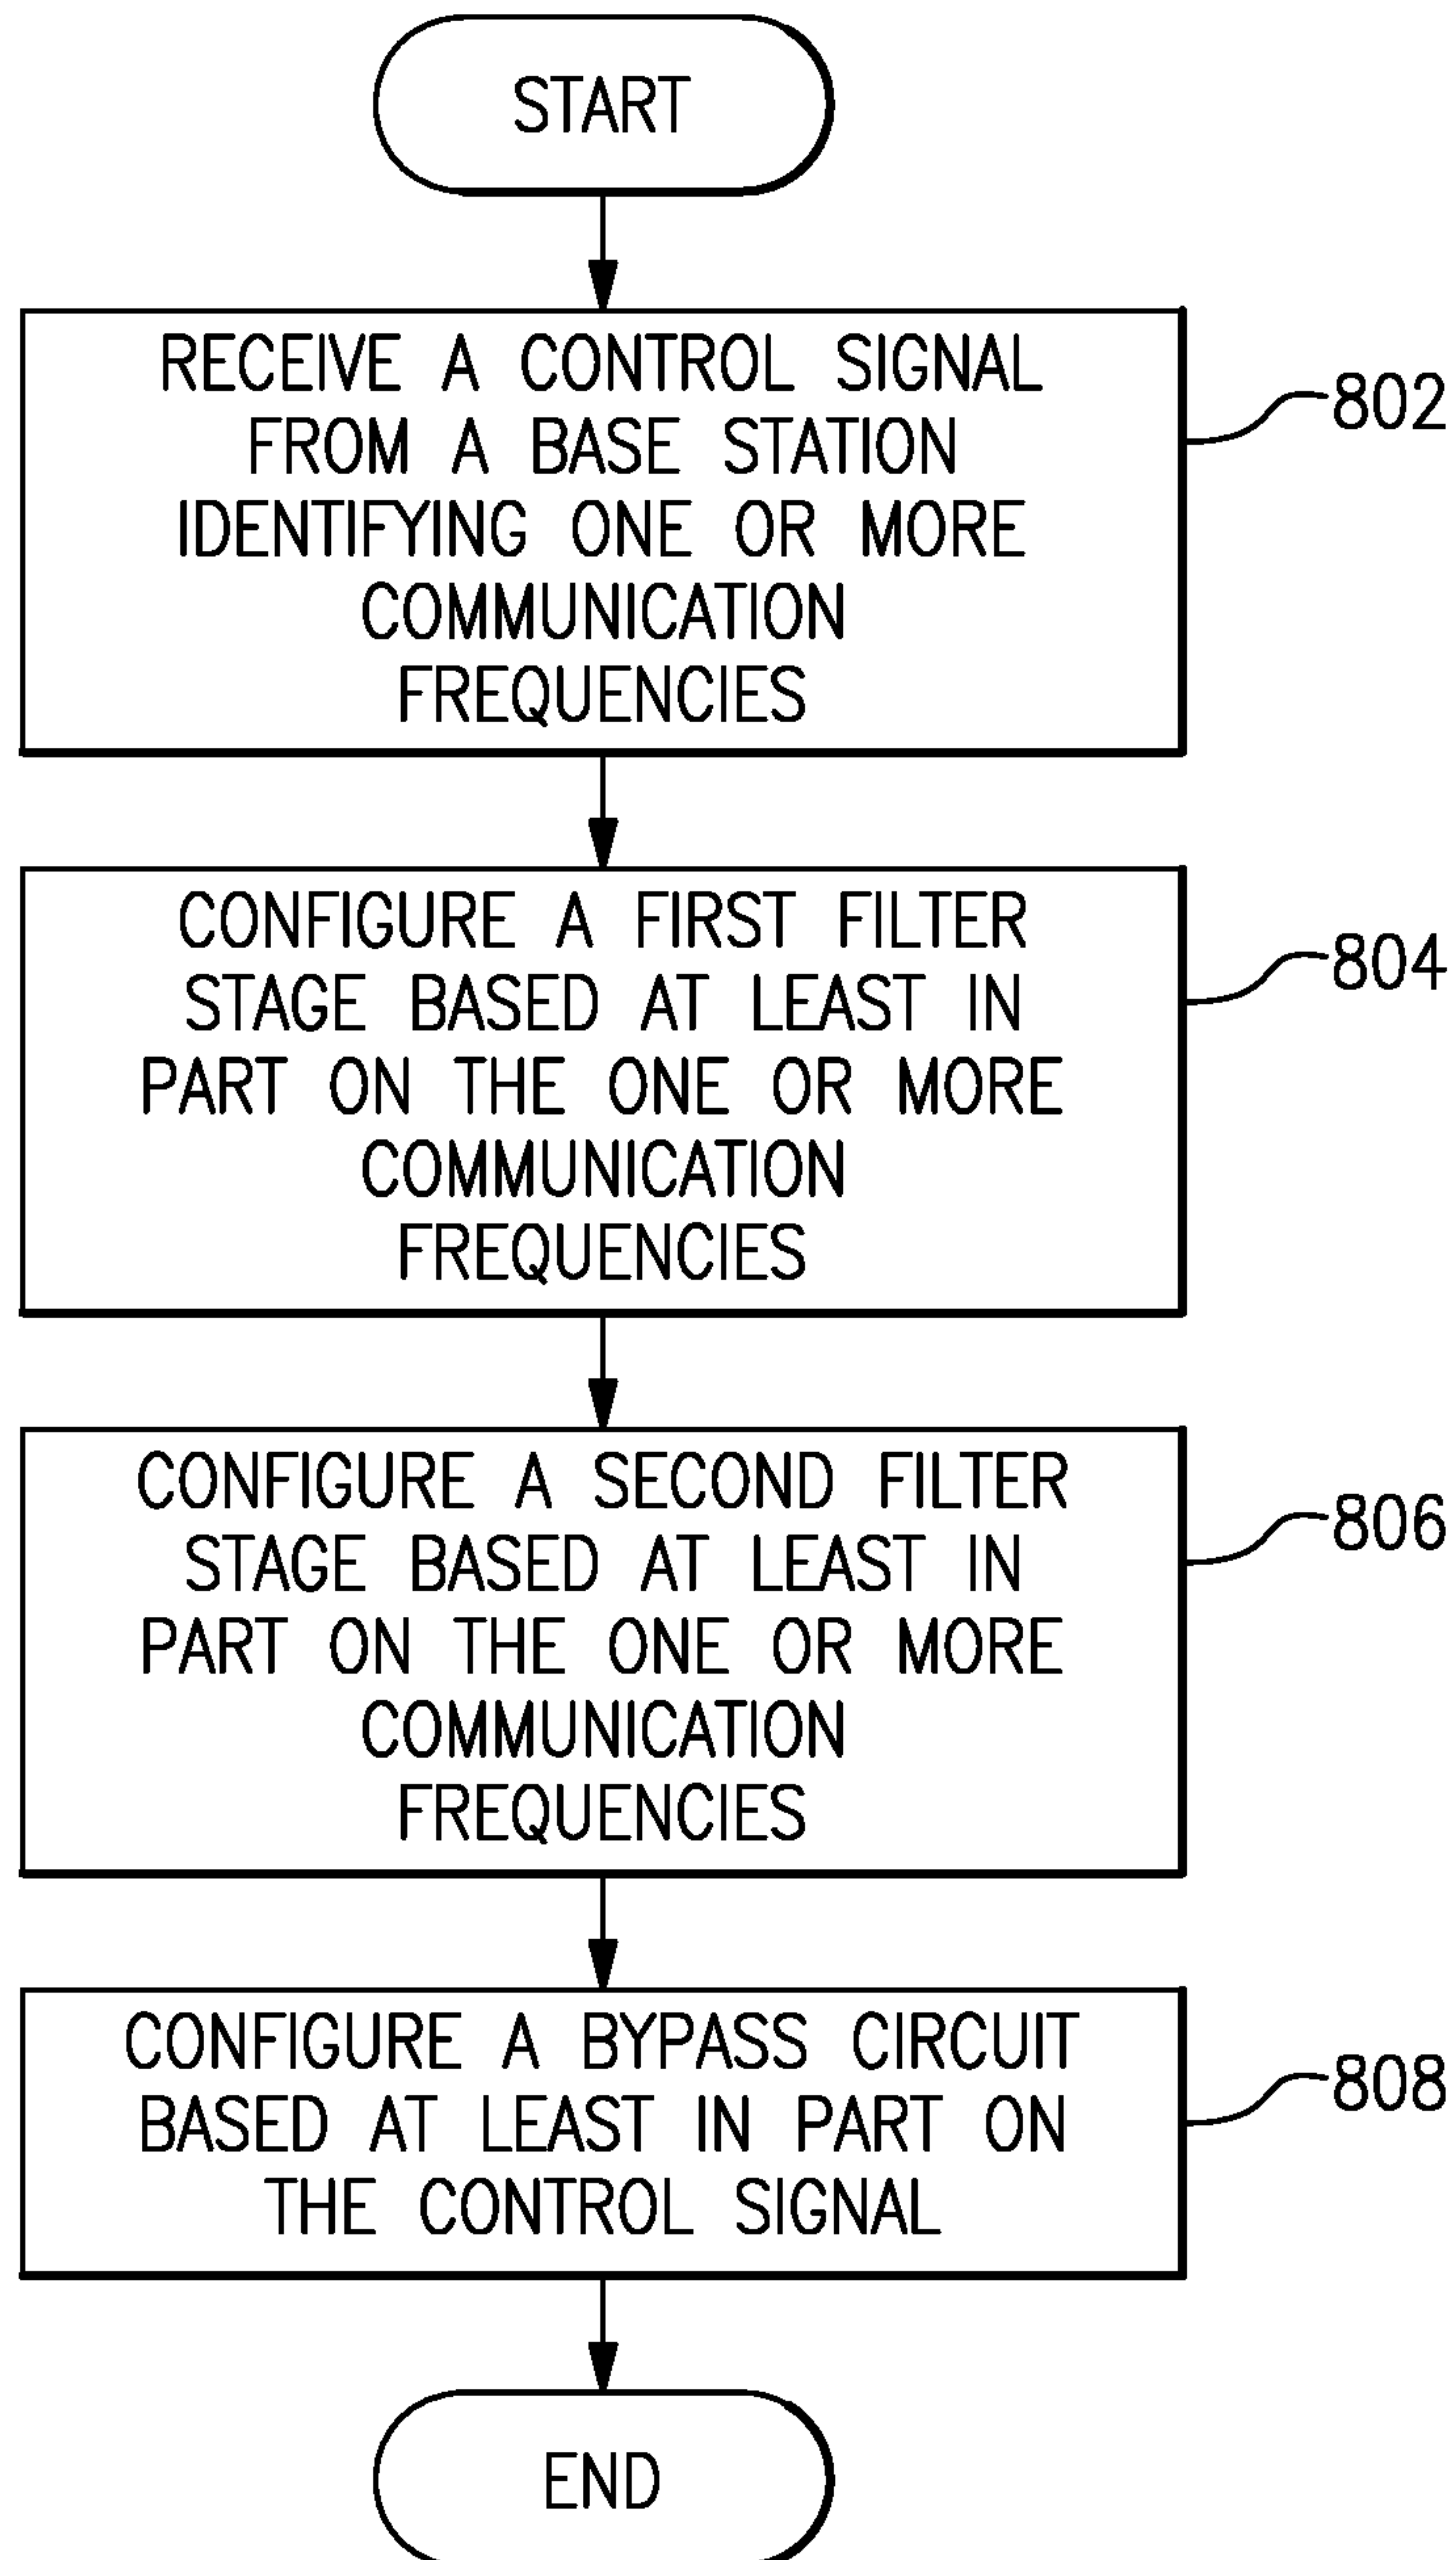 START
RECEIVE A CONTROL SIGNAL
FROM A BASE STATION
IDENTIFYING ONE OR MORE
COMMUNICATION
FREQUENCIES
802
CONFIGURE A FIRST FILTER
STAGE BASED AT LEAST IN
PART ON THE ONE OR MORE
COMMUNICATION
FREQUENCIES
804
CONFIGURE A SECOND FILTER
STAGE BASED AT LEAST IN
PART ON THE ONE OR MORE
COMMUNICATION
FREQUENCIES
806
CONFIGURE A BYPASS CIRCUIT
BASED AT LEAST IN PART ON
THE CONTROL SIGNAL
808
END